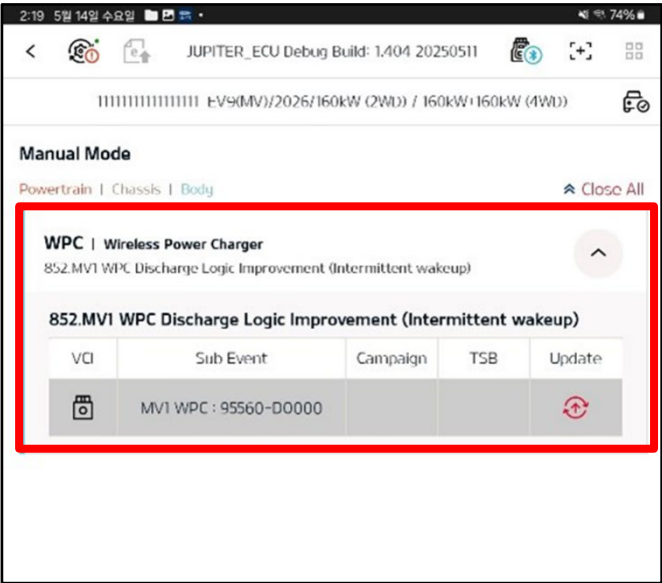 2:19 5월 14일 수요일 74%
JUPITER_ECU Debug Build: 1.404 20250511
11111111111111111 EV9(MV)/2026/160kW (2WD) / 160kW+160kW (4WD)
Manual Mode
Powertrain | Chassis | Body
Close All
WPC | Wireless Power Charger
852.MV1 WPC Discharge Logic Improvement (Intermittent wakeup)
852.MV1 WPC Discharge Logic Improvement (Intermittent wakeup)
VCI Sub Event Campaign TSB Update
MV1 WPC : 95560-D0000